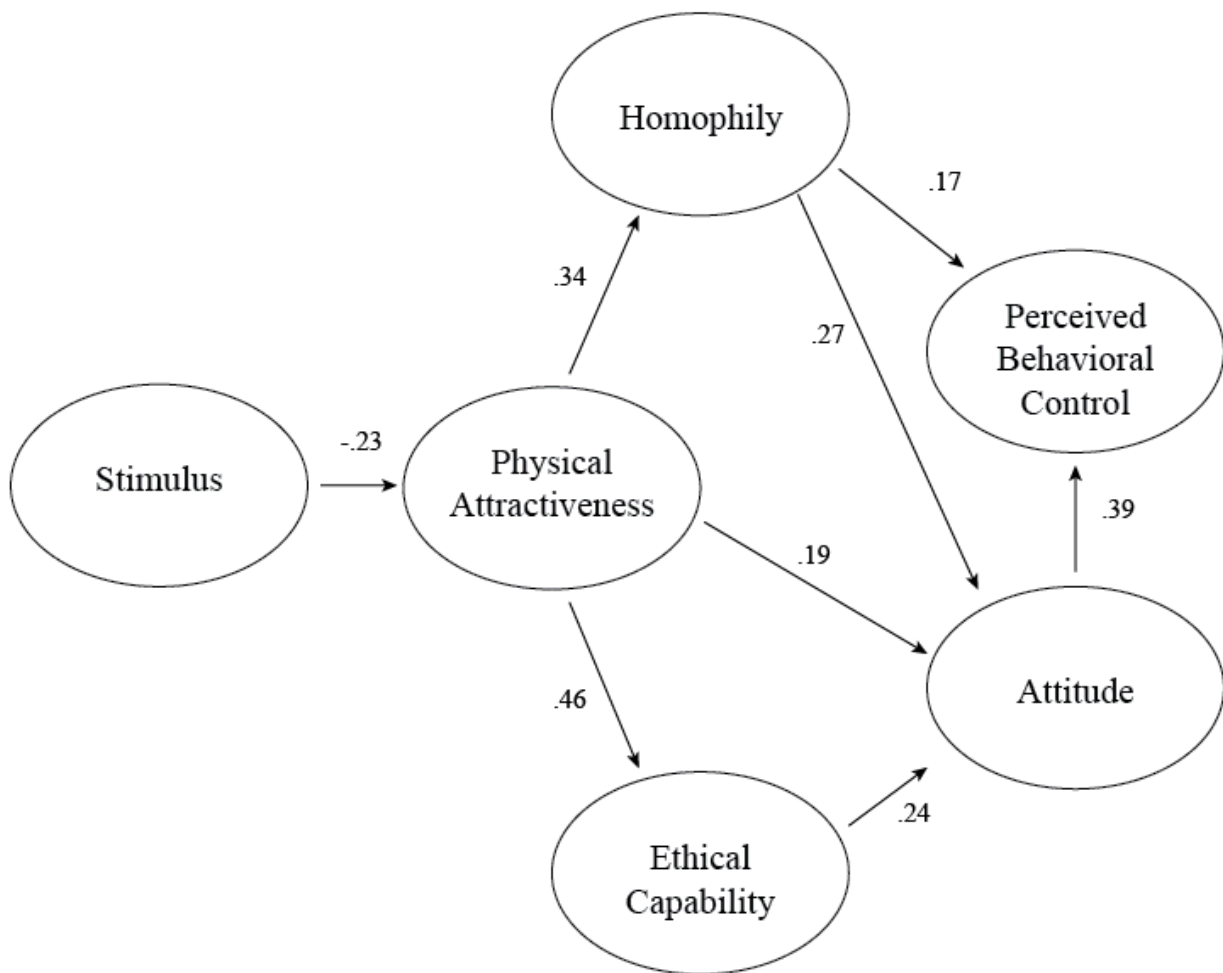 Homophily
.17
.34
.27
Perceived
Behavioral
Control
-.23
Stimulus
Physical
Attractiveness
.19
.39
.46
Attitude
.24
Ethical
Capability